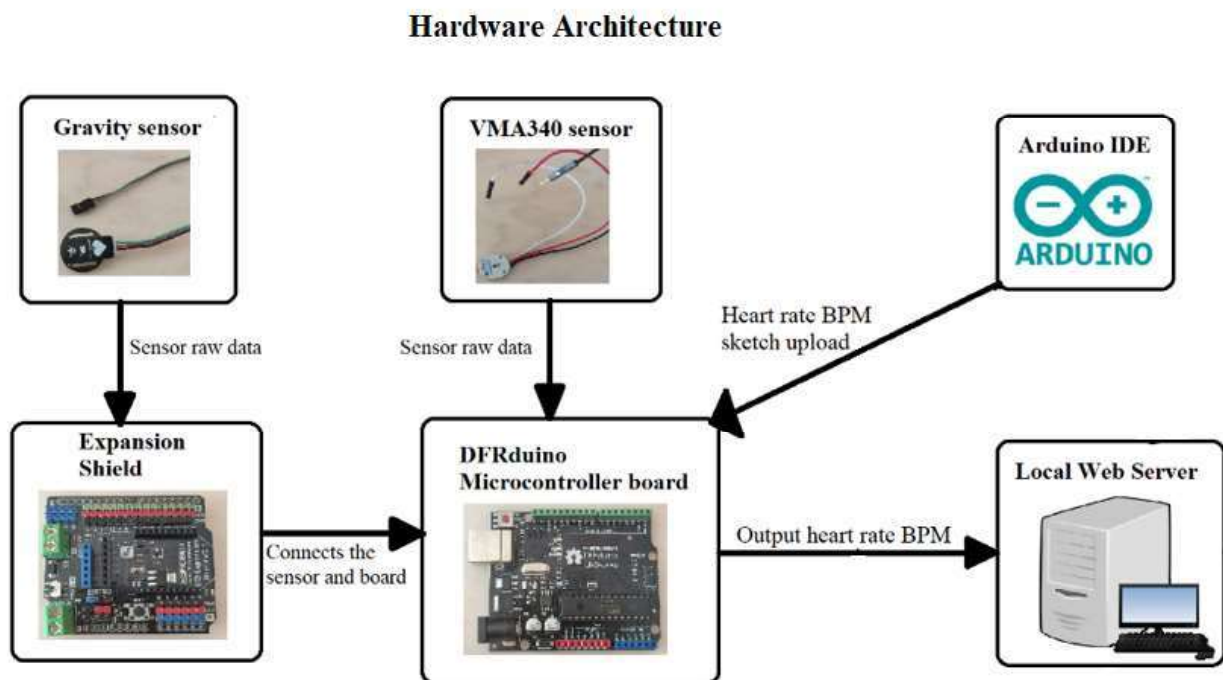 Hardware Architecture
Gravity sensor
VMA340 sensor
Arduino IDE
ARDUINO
Sensor raw data
Sensor raw data
Heart rate BPM
sketch upload
Expansion
Shield
DFRduino
Microcontroller board
Local Web Server
Connects the
sensor and board
Output heart rate BPM